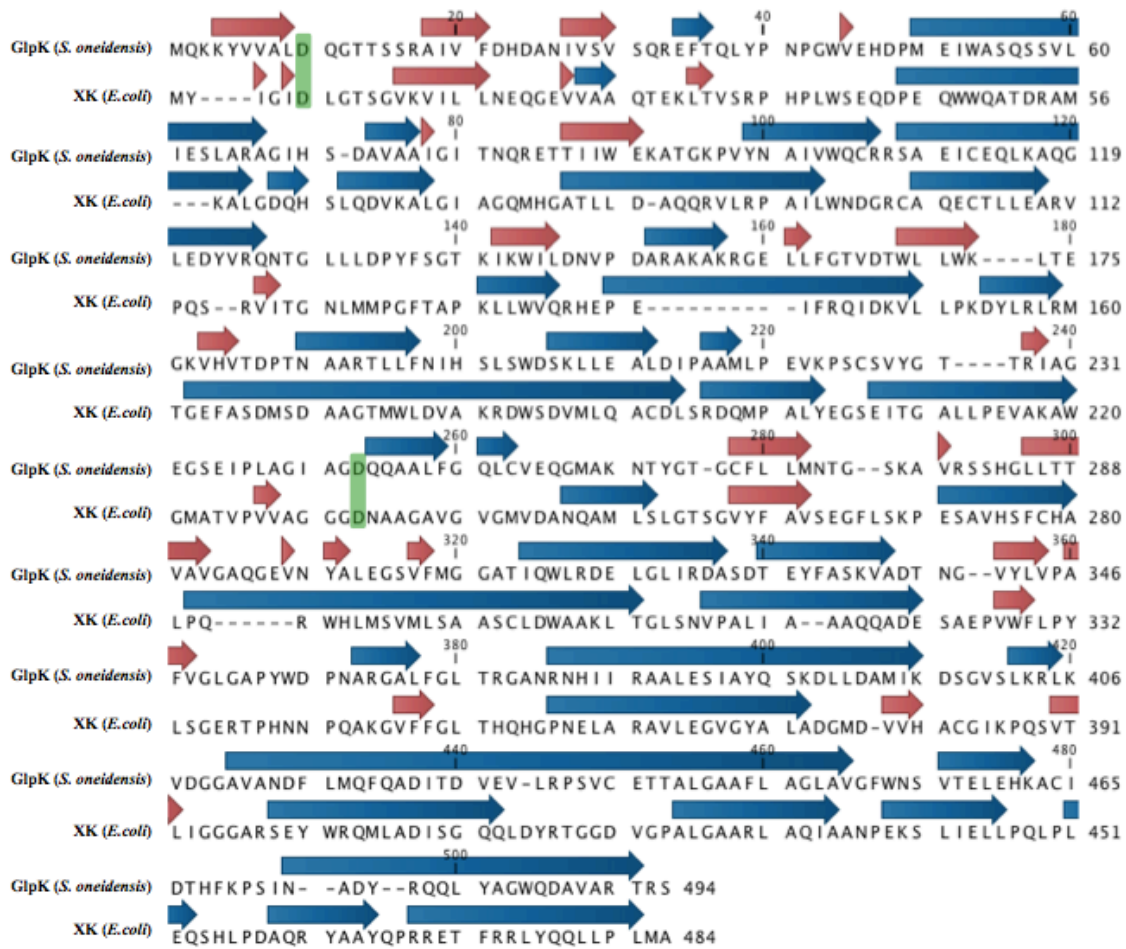 20 40 60
GlpK (S. oneidensis) MQKKYVVALD QGTTSSRAIV FDHDANIVSV SQREFTQLYP NPGWVEHDPM EIWASQSSVL 60
XK (E.coli) MY----IGID LGTSGVKVIL LNEQGEVVAA QTEKLTVSRP HPLWSEQDPE QWWQATDRAM 56
80 100 120
GlpK (S. oneidensis) IESLARAGIH S-DAVAAIGI TNQRETTIIW EKATGKPVYN AIVWQCRRSA EICEQLKAQG 119
XK (E.coli) ---KALGDQH SLQDVKALGI AGQMHGATLL D-AQQRVLRP AILWNDGRCA QECTLLEARV 112
140 160 180
GlpK (S. oneidensis) LEDYVRQNTG LLLDPYFSGT KIKWILDNVP DARAKAKRGE LLFGTVDTWL LWK----LTE 175
XK (E.coli) PQS--RVITG NLMMPGFTAP KLLWVQRHEP E--------- -IFRQIDKVL LPKDYLRLRM 160
200 220 240
GlpK (S. oneidensis) GKVHVTDPTN AARTLLFNIH SLSWDSKLLE ALDIPAAMLP EVKPSCSVYG T----TRIAG 231
XK (E.coli) TGEFASDMSD AAGTMWLDVA KRDWSDVMLQ ACDLSRDQMP ALYEGSEITG ALLPEVAKAW 220
260 280 300
GlpK (S. oneidensis) EGSEIPLAGI AGDQQAALFG QLCVEQGMAK NTYGT-GCFL LMNTG--SKA VRSSHGLLTT 288
XK (E.coli) GMATVPVVAG GGDNAAGAVG VGMVDANQAM LSLGTSGVYF AVSEGFLSKP ESAVHSFCHA 280
320 340 360
GlpK (S. oneidensis) VAVGAQGEVN YALEGSVFMG GATIQWLRDE LGLIRDASDT EYFASKVADT NG--VYLVPA 346
XK (E.coli) LPQ------R WHLMSVMLSA ASCLDWAAKL TGLSNVPALI A--AAQQADE SAEPVWFLPY 332
380 400 420
GlpK (S. oneidensis) FVGLGAPYWD PNARGALFGL TRGANRNHII RAALESIAYQ SKDLLDAMIK DSGVSLKRLK 406
XK (E.coli) LSGERTPHNN PQAKGVFFGL THQHGPNELA RAVLEGVGYA LADGMD-VVH ACGIKPQSVT 391
440 460 480
GlpK (S. oneidensis) VDGGAVANDF LMQFQADITD VEV-LRPSVC ETTALGAAFL AGLAVGFWNS VTELEHKACI 465
XK (E.coli) LIGGGARSEY WRQMLADISG QQLDYRTGGD VGPALGAARL AQIAANPEKS LIELLPQLPL 451
500
GlpK (S. oneidensis) DTHFKPSIN- -ADY--RQQL YAGWQDAVAR TRS 494
XK (E.coli) EQSHLPDAQR YAAYQPRRET FRRLYQQLLP LMA 484